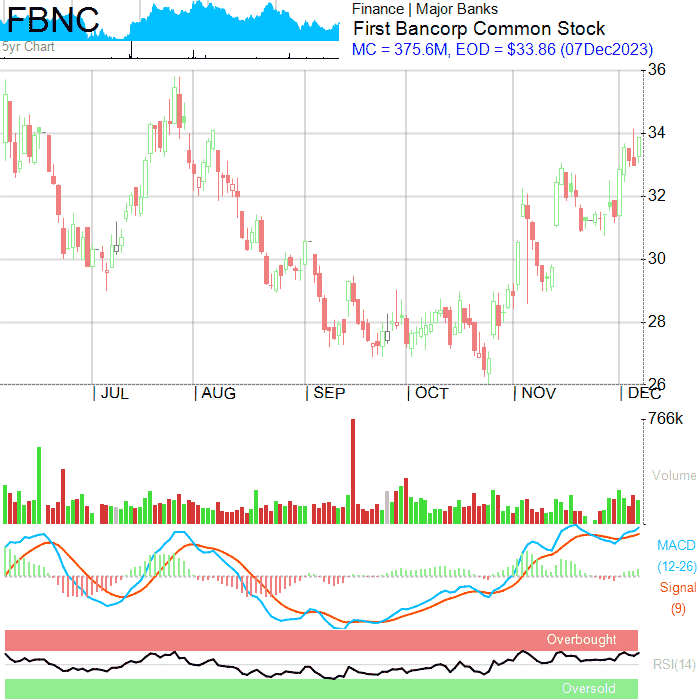 FBNC
5yr Chart
Finance | Major Banks
First Bancorp Common Stock
MC = 375.6M, EOD = $33.86 (07Dec2023)
36
34
32
30
28
26
JUL AUG SEP OCT NOV DEC
766k
Volume
MACD
(12-26)
Signal
(9)
Overbought
RSI(14)
Oversold